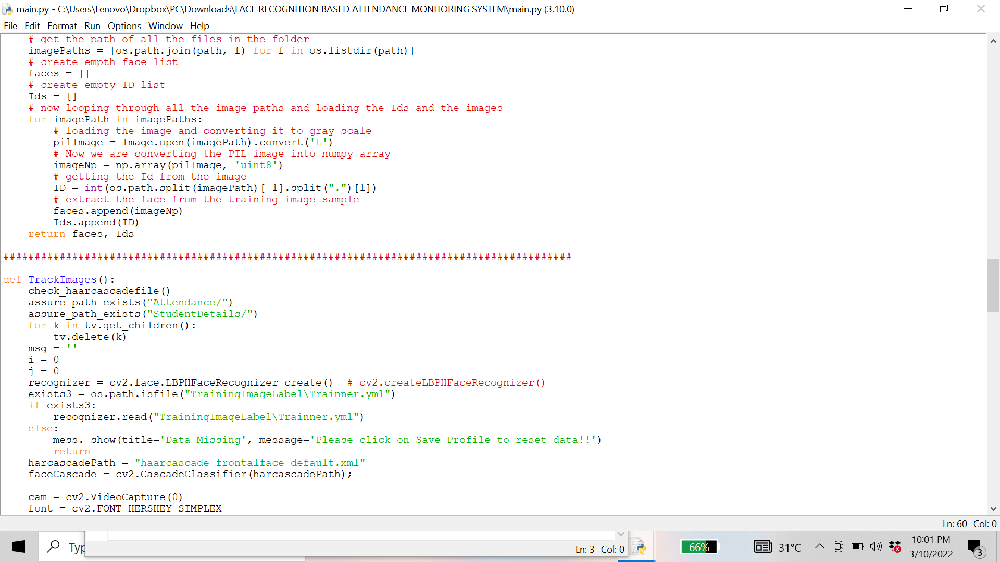 main.py - C:\Users\Lenovo\Dropbox\PC\Downloads\FACE RECOGNITION BASED ATTENDANCE MONITORING SYSTEM\main.py (3.10.0)
File Edit Format Run Options Window Help
    # get the path of all the files in the folder
    imagePaths = [os.path.join(path, f) for f in os.listdir(path)]
    # create empth face list
    faces = []
    # create empty ID list
    Ids = []
    # now looping through all the image paths and loading the Ids and the images
    for imagePath in imagePaths:
        # loading the image and converting it to gray scale
        pilImage = Image.open(imagePath).convert('L')
        # Now we are converting the PIL image into numpy array
        imageNp = np.array(pilImage, 'uint8')
        # getting the Id from the image
        ID = int(os.path.split(imagePath)[-1].split(".")[1])
        # extract the face from the training image sample
        faces.append(imageNp)
        Ids.append(ID)
    return faces, Ids
###########################################################################################
def TrackImages():
    check_haarcascadefile()
    assure_path_exists("Attendance/")
    assure_path_exists("StudentDetails/")
    for k in tv.get_children():
        tv.delete(k)
    msg = ''
    i = 0
    j = 0
    recognizer = cv2.face.LBPHFaceRecognizer_create()  # cv2.createLBPHFaceRecognizer()
    exists3 = os.path.isfile("TrainingImageLabel\Trainner.yml")
    if exists3:
        recognizer.read("TrainingImageLabel\Trainner.yml")
    else:
        mess._show(title='Data Missing', message='Please click on Save Profile to reset data!!')
        return
    harcascadePath = "haarcascade_frontalface_default.xml"
    faceCascade = cv2.CascadeClassifier(harcascadePath);
    cam = cv2.VideoCapture(0)
    font = cv2.FONT_HERSHEY_SIMPLEX
Ln: 60 Col: 0
Typ
Ln: 3 Col: 0
66%
31°C
10:01 PM
3/10/2022
3